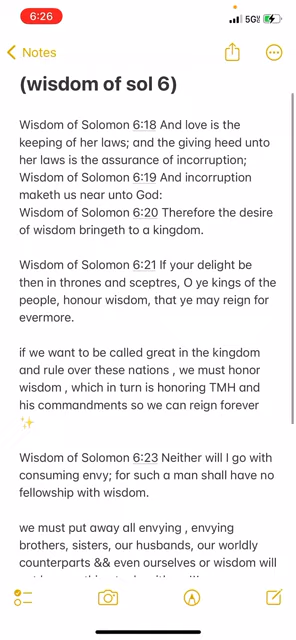 6:26
5G
Notes
(wisdom of sol 6)
Wisdom of Solomon 6:18 And love is the
keeping of her laws; and the giving heed unto
her laws is the assurance of incorruption;
Wisdom of Solomon 6:19 And incorruption
maketh us near unto God:
Wisdom of Solomon 6:20 Therefore the desire
of wisdom bringeth to a kingdom.
Wisdom of Solomon 6:21 If your delight be
then in thrones and sceptres, O ye kings of the
people, honour wisdom, that ye may reign for
evermore.
if we want to be called great in the kingdom
and rule over these nations , we must honor
wisdom , which in turn is honoring TMH and
his commandments so we can reign forever
✨
Wisdom of Solomon 6:23 Neither will I go with
consuming envy; for such a man shall have no
fellowship with wisdom.
we must put away all envying , envying
brothers, sisters, our husbands, our worldly
counterparts && even ourselves or wisdom will